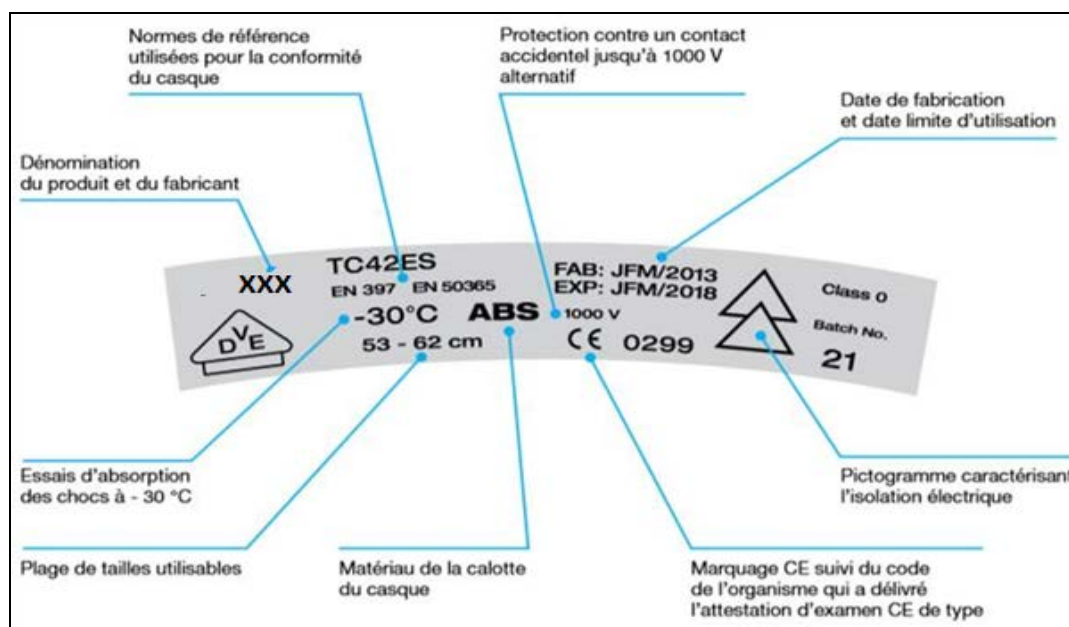 Normes de référence
utilisées pour la conformité
du casque
Protection contre un contact
accidentel jusqu'à 1000 V
alternatif
Date de fabrication
et date limite d'utilisation
Dénomination
du produit et du fabricant
XXX
TC42ES
EN 397 EN 50365
-30°C ABS
53 - 62 cm
DVE
FAB: JFM/2013
EXP: JFM/2018
1000 V
CE 0299
Class 0
Batch No.
21
Essais d'absorption
des chocs à - 30 °C
Pictogramme caractérisant
l'isolation électrique
Plage de tailles utilisables
Matériau de la calotte
du casque
Marquage CE suivi du code
de l'organisme qui a délivré
l'attestation d'examen CE de type